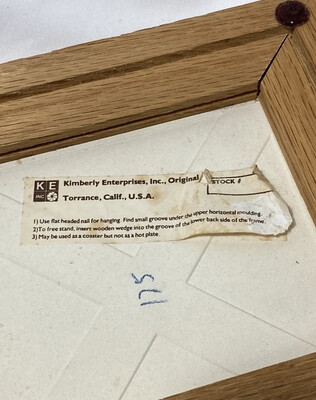 K E
INC
Kimberly Enterprises, Inc., Original
STOCK #
Torrance, Calif., U.S.A.
1) Use flat headed nail for hanging. Find small groove under the upper horizontal moulding.
2)To free stand, insert wooden wedge into the groove of the lower back side of the frame.
3) May be used as a coaster but not as a hot plate.
175